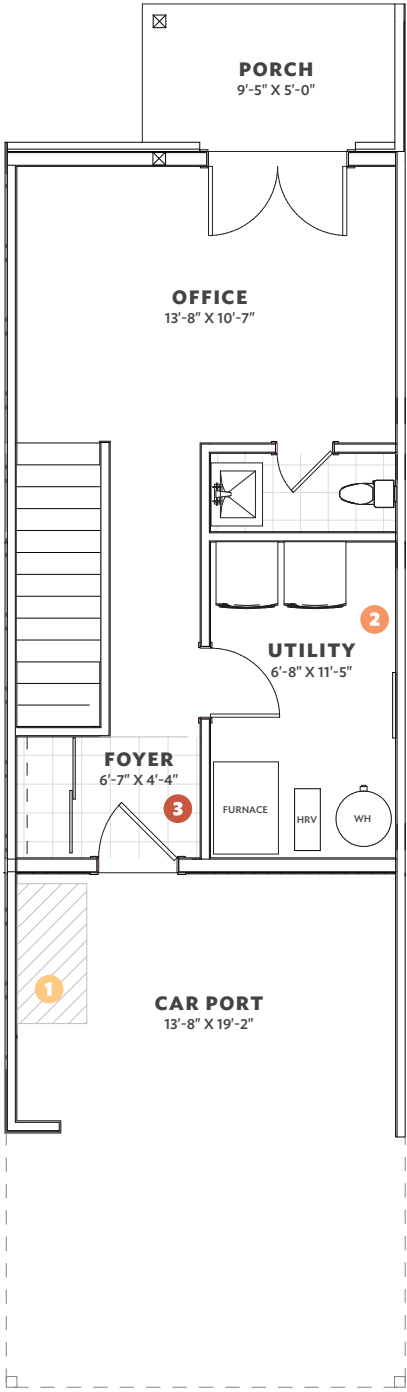 PORCH
9'-5" X 5'-0"
OFFICE
13'-8" X 10'-7"
2
UTILITY
6'-8" X 11'-5"
FOYER
6'-7" X 4'-4"
3
FURNACE
HRV
WH
1
CAR PORT
13'-8" X 19'-2"